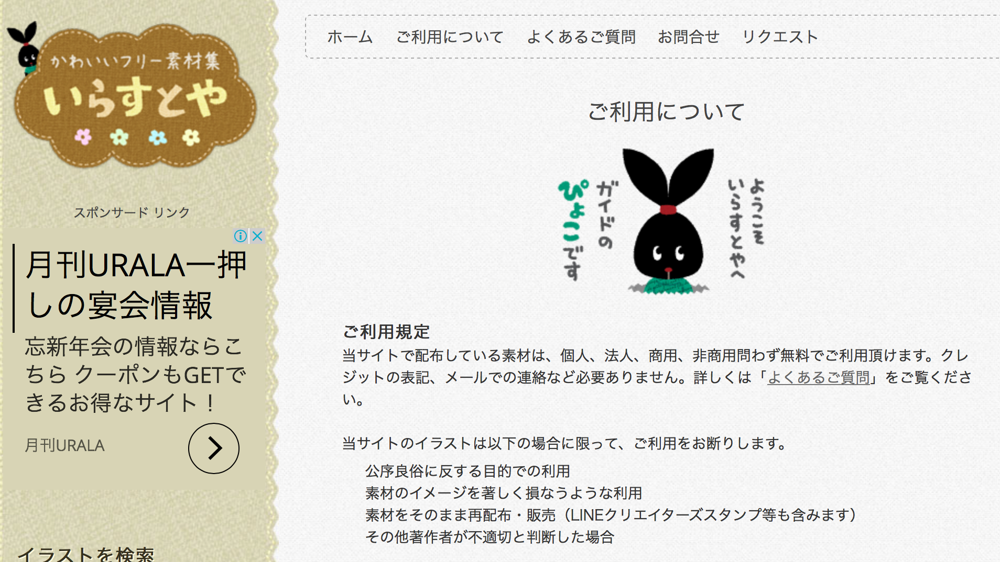 かわいいフリー素材集
いらすとや
スポンサード リンク
月刊URALA一押
しの宴会情報
忘新年会の情報ならこ
ちら クーポンもGETで
きるお得なサイト！
月刊URALA
イラストを検索
ホーム ご利用について よくあるご質問 お問合せ リクエスト
ご利用について
ようこそ
いらすとやへ
ガイドの
ぴょこです
ご利用規定
当サイトで配布している素材は、個人、法人、商用、非商用問わず無料でご利用頂けます。クレ
ジットの表記、メールでの連絡など必要ありません。詳しくは「よくあるご質問」をご覧くださ
い。
当サイトのイラストは以下の場合に限って、ご利用をお断りします。
公序良俗に反する目的での利用
素材のイメージを著しく損なうような利用
素材をそのまま再配布・販売（LINEクリエイターズスタンプ等も含みます）
その他著作者が不適切と判断した場合